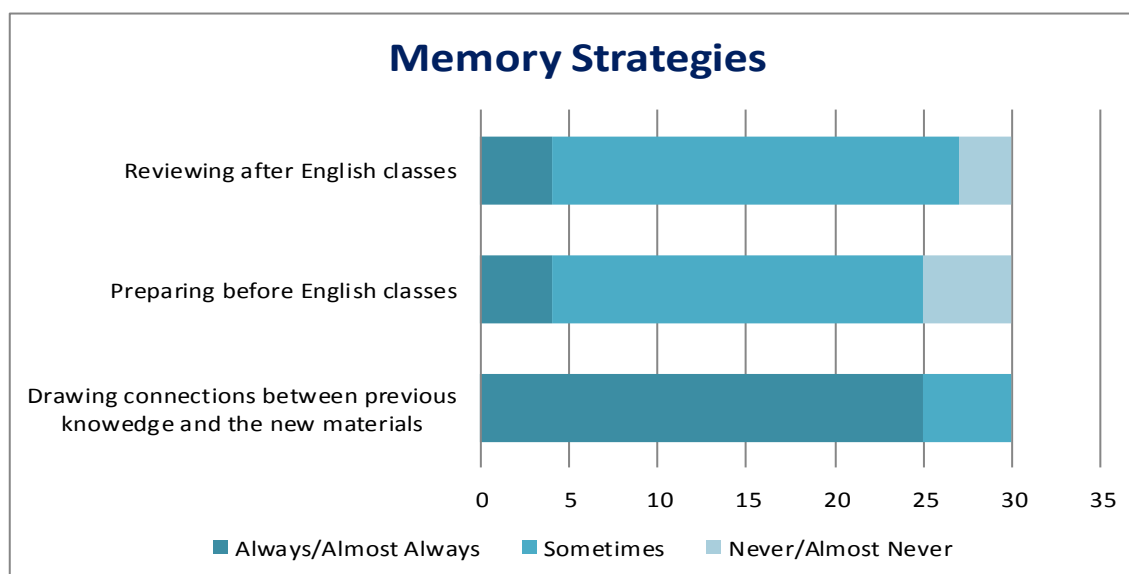 Memory Strategies
Reviewing after English classes
Preparing before English classes
Drawing connections between previous
knowedge and the new materials
0 5 10 15 20 25 30 35
Always/Almost Always Sometimes Never/Almost Never